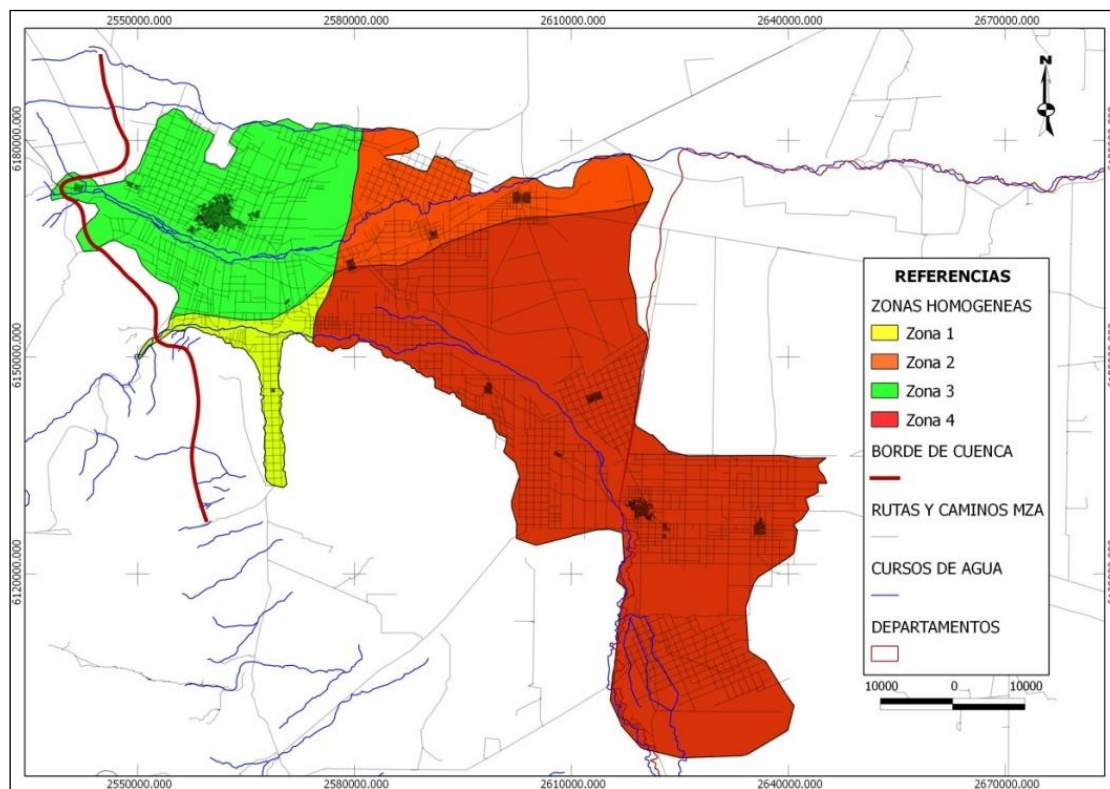 2550000.000 2580000.000 2610000.000 2640000.000 2670000.000
N
6180000.000
6150000.000
6120000.000
REFERENCIAS
ZONAS HOMOGENEAS
Zona 1
Zona 2
Zona 3
Zona 4
BORDE DE CUENCA
RUTAS Y CAMINOS MZA
CURSOS DE AGUA
DEPARTAMENTOS
10000 0 10000
2550000.000 2580000.000 2610000.000 2640000.000 2670000.000